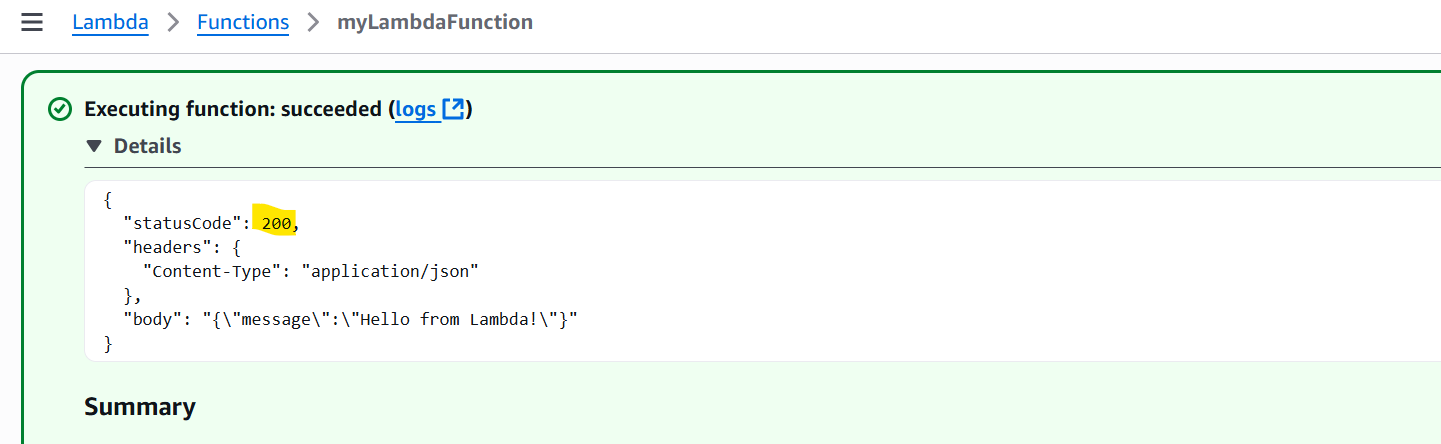 Lambda > Functions > myLambdaFunction
Executing function: succeeded (logs)
Details
{
"statusCode": 200,
"headers": {
"Content-Type": "application/json"
},
"body": "{\"message\":\"Hello from Lambda!\"}"
}
Summary